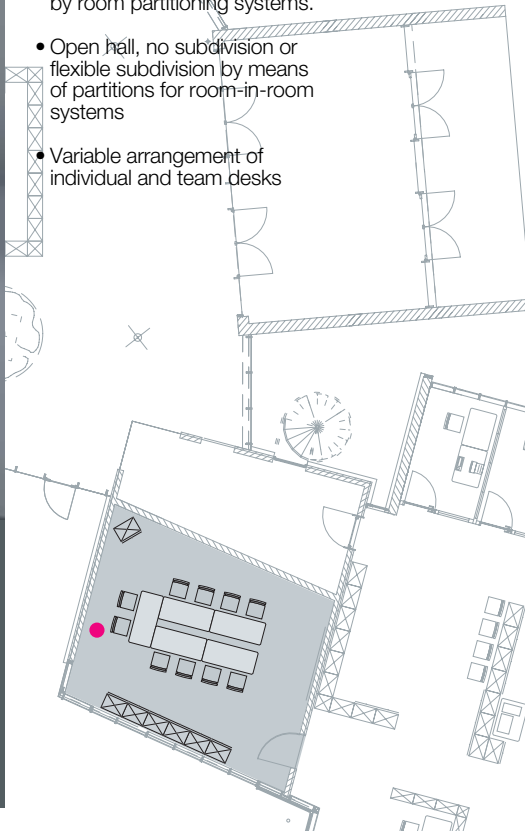 by room partitioning systems.
• Open hall, no subdivision or
flexible subdivision by means
of partitions for room-in-room
systems
• Variable arrangement of
individual and team desks